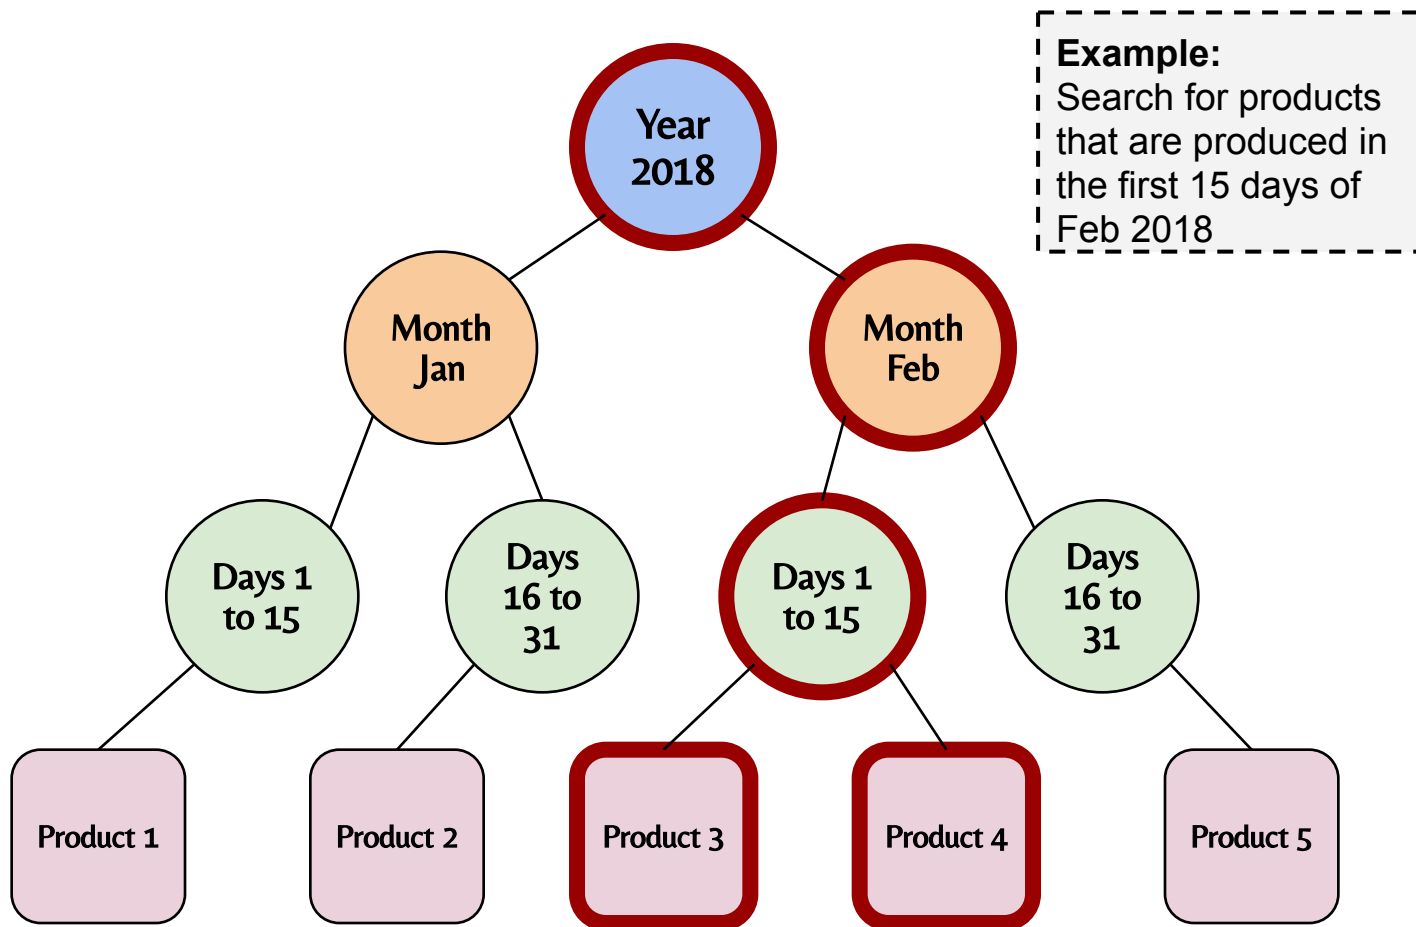 Example:
Search for products
that are produced in
the first 15 days of
Feb 2018
Year
2018
Month
Jan
Month
Feb
Days 1
to 15
Days
16 to
31
Days 1
to 15
Days
16 to
31
Product 1
Product 2
Product 3
Product 4
Product 5